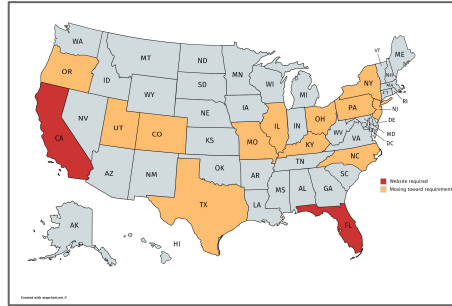 WA
MT
ND
MN
VT
ME
OR
ID
WY
SD
WI
MI
NY
NH
MA
CT
RI
NV
UT
CO
NE
IA
IL
IN
OH
PA
NJ
DE
MD
DC
CA
KS
MO
KY
WV
VA
AZ
NM
OK
AR
TN
NC
SC
TX
LA
MS
AL
GA
FL
AK
HI
Website required
Moving toward requirement
Created with mapchart.net ©